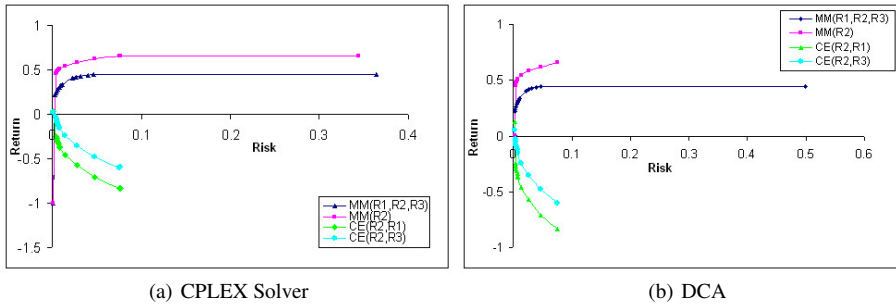 1
0.5
0
-0.5
-1
-1.5
Return
0
0.1
0.2
0.3
0.4
Risk
MM(R1,R2,R3)
MM(R2)
CE(R2,R1)
CE(R2,R3)
(a) CPLEX Solver
1
0.5
0
-0.5
-1
Return
0
0.1
0.2
0.3
0.4
0.5
0.6
Risk
MM(R1,R2,R3)
MM(R2)
CE(R2,R1)
CE(R2,R3)
(b) DCA